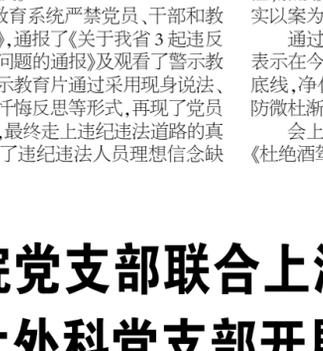 教育系统严禁党员、干部和教
》,通报了《关于我省3起违反
问题的通报》及观看了警示教
示教育片通过采用现身说法、
忏悔反思等形式,再现了党员
,最终走上违纪违法道路的真
了违纪违法人员理想信念缺
实以案为
通过
表示在今
底线,净化
防微杜渐
会上
《杜绝酒驾
院党支部联合上海
外科党支部开展